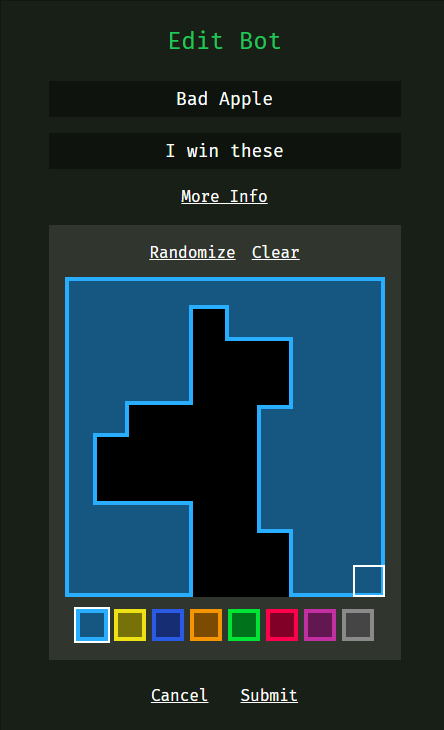 Edit Bot
Bad Apple
I win these
More Info
Randomize Clear
Cancel Submit